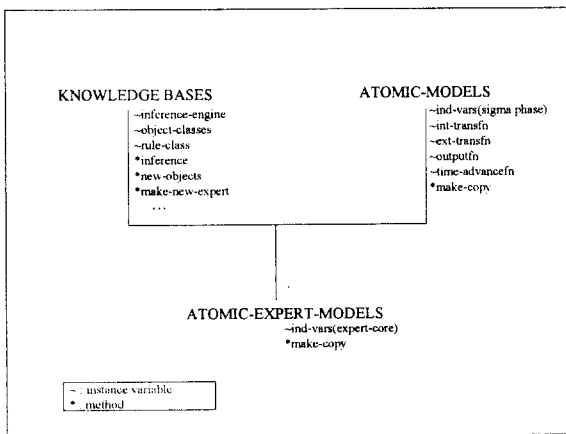 KNOWLEDGE BASES
~inference-engine
~object-classes
~rule-class
*inference
*new-objects
*make-new-expert
...
ATOMIC-MODELS
~ind-vars(sigma phase)
~int-transfn
~ext-transfn
~outputfn
~time-advancefn
*make-copy
ATOMIC-EXPERT-MODELS
~ind-vars(expert-core)
*make-copy
~ : instance variable
* : method